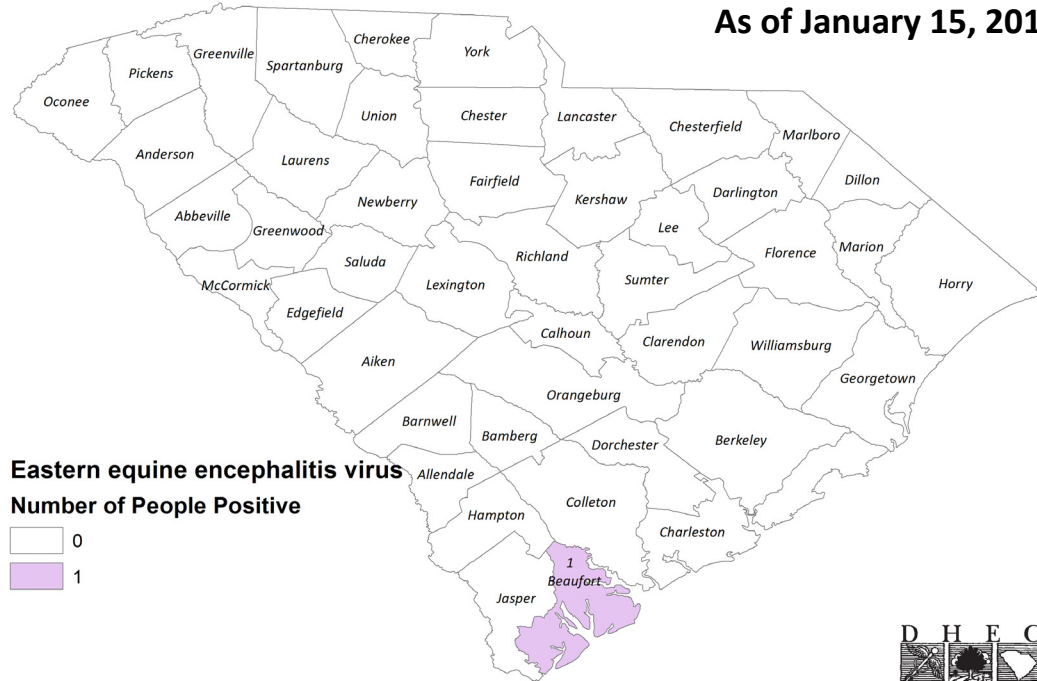 As of January 15, 201
Cherokee
Greenville
York
Spartanburg
Pickens
Oconee
Union
Chester
Lancaster
Chesterfield
Marlboro
Anderson
Laurens
Fairfield
Dillon
Darlington
Kershaw
Newberry
Abbeville
Greenwood
Lee
Florence
Marion
Richland
Saluda
Sumter
McCormick
Lexington
Horry
Edgefield
Calhoun
Clarendon
Williamsburg
Aiken
Georgetown
Orangeburg
Barnwell
Bamberg
Dorchester
Berkeley
Eastern equine encephalitis virus
Allendale
Number of People Positive
Colleton
Hampton
Charleston
0
1
1
Beaufort
Jasper
D H E C